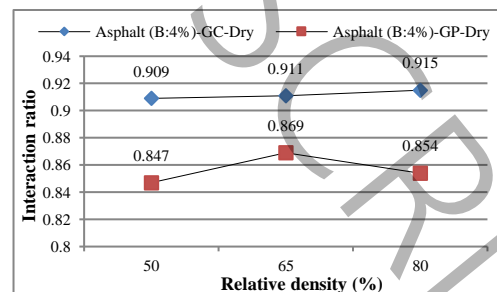 Asphalt (B:4%)-GC-Dry Asphalt (B:4%)-GP-Dry
0.94
0.92
0.9
0.88
0.86
0.84
0.82
0.8
Interaction ratio
0.909 0.911 0.915
0.847 0.869 0.854
50 65 80
Relative density (%)